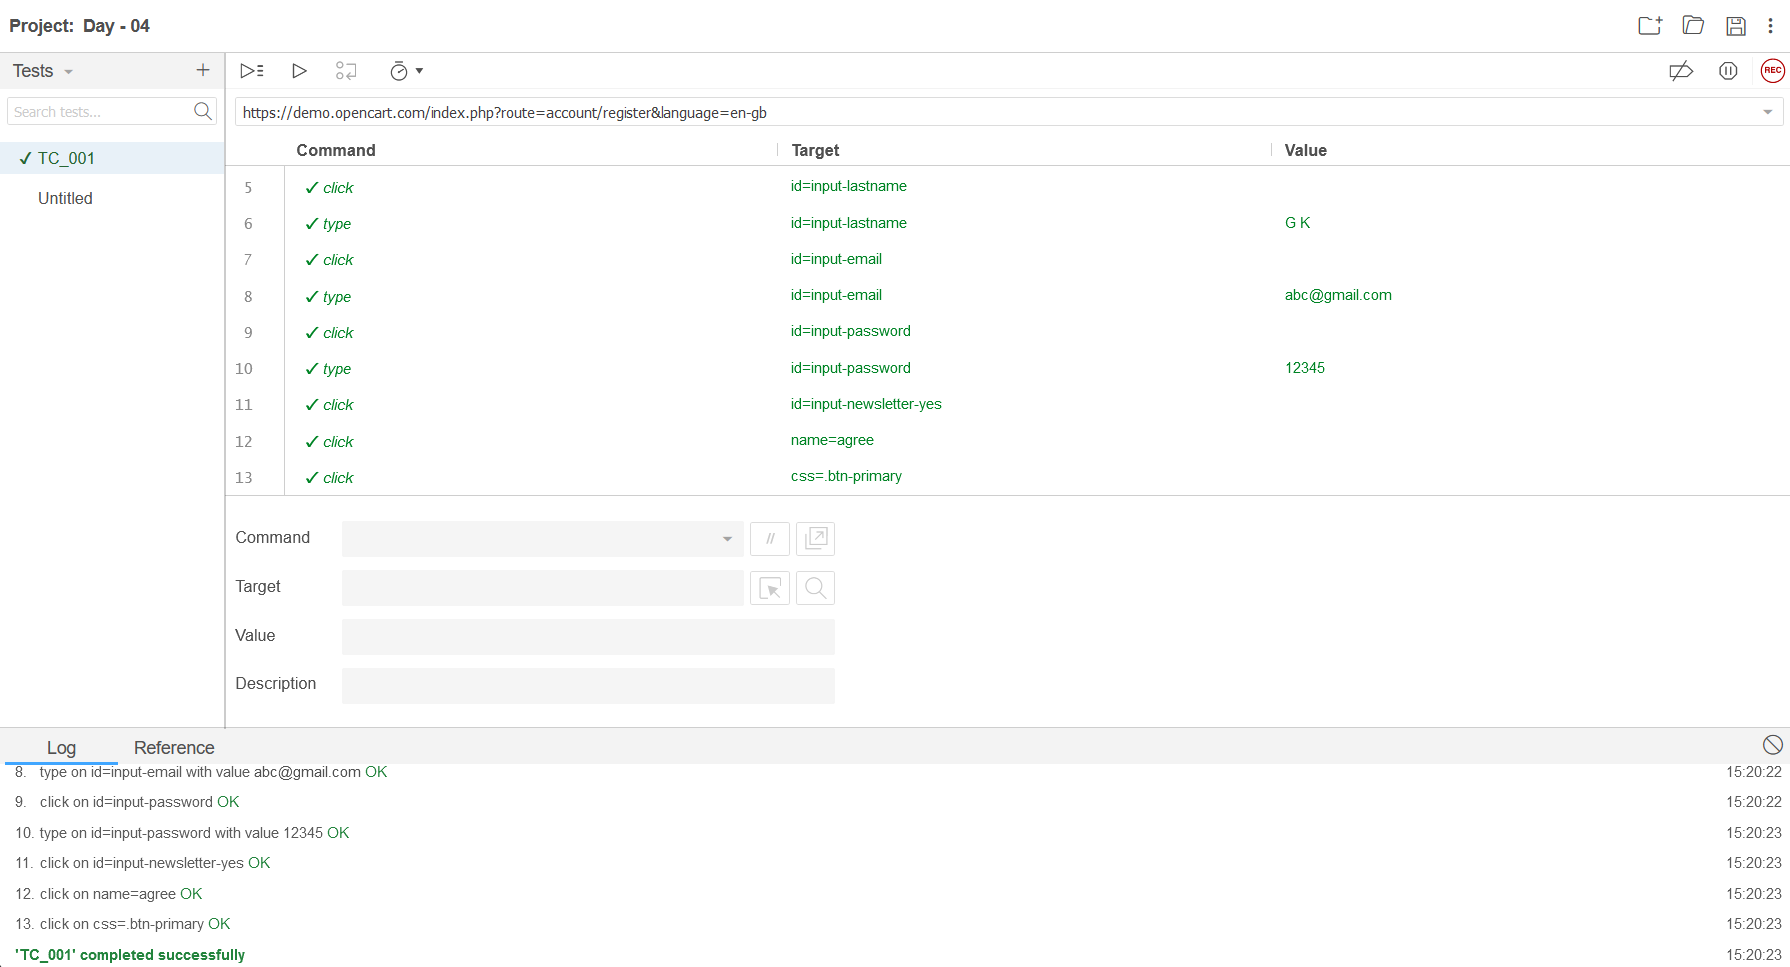 Project: Day - 04
Tests
REC
Search tests...
https://demo.opencart.com/index.php?route=account/register&language=en-gb
Command Target Value
TC_001
Untitled
5 click id=input-lastname
6 type id=input-lastname G K
7 click id=input-email
8 type id=input-email abc@gmail.com
9 click id=input-password
10 type id=input-password 12345
11 click id=input-newsletter-yes
12 click name=agree
13 click css=.btn-primary
Command //
Target
Value
Description
Log Reference
8. type on id=input-email with value abc@gmail.com OK 15:20:22
9. click on id=input-password OK 15:20:22
10. type on id=input-password with value 12345 OK 15:20:23
11. click on id=input-newsletter-yes OK 15:20:23
12. click on name=agree OK 15:20:23
13. click on css=.btn-primary OK 15:20:23
'TC_001' completed successfully 15:20:23